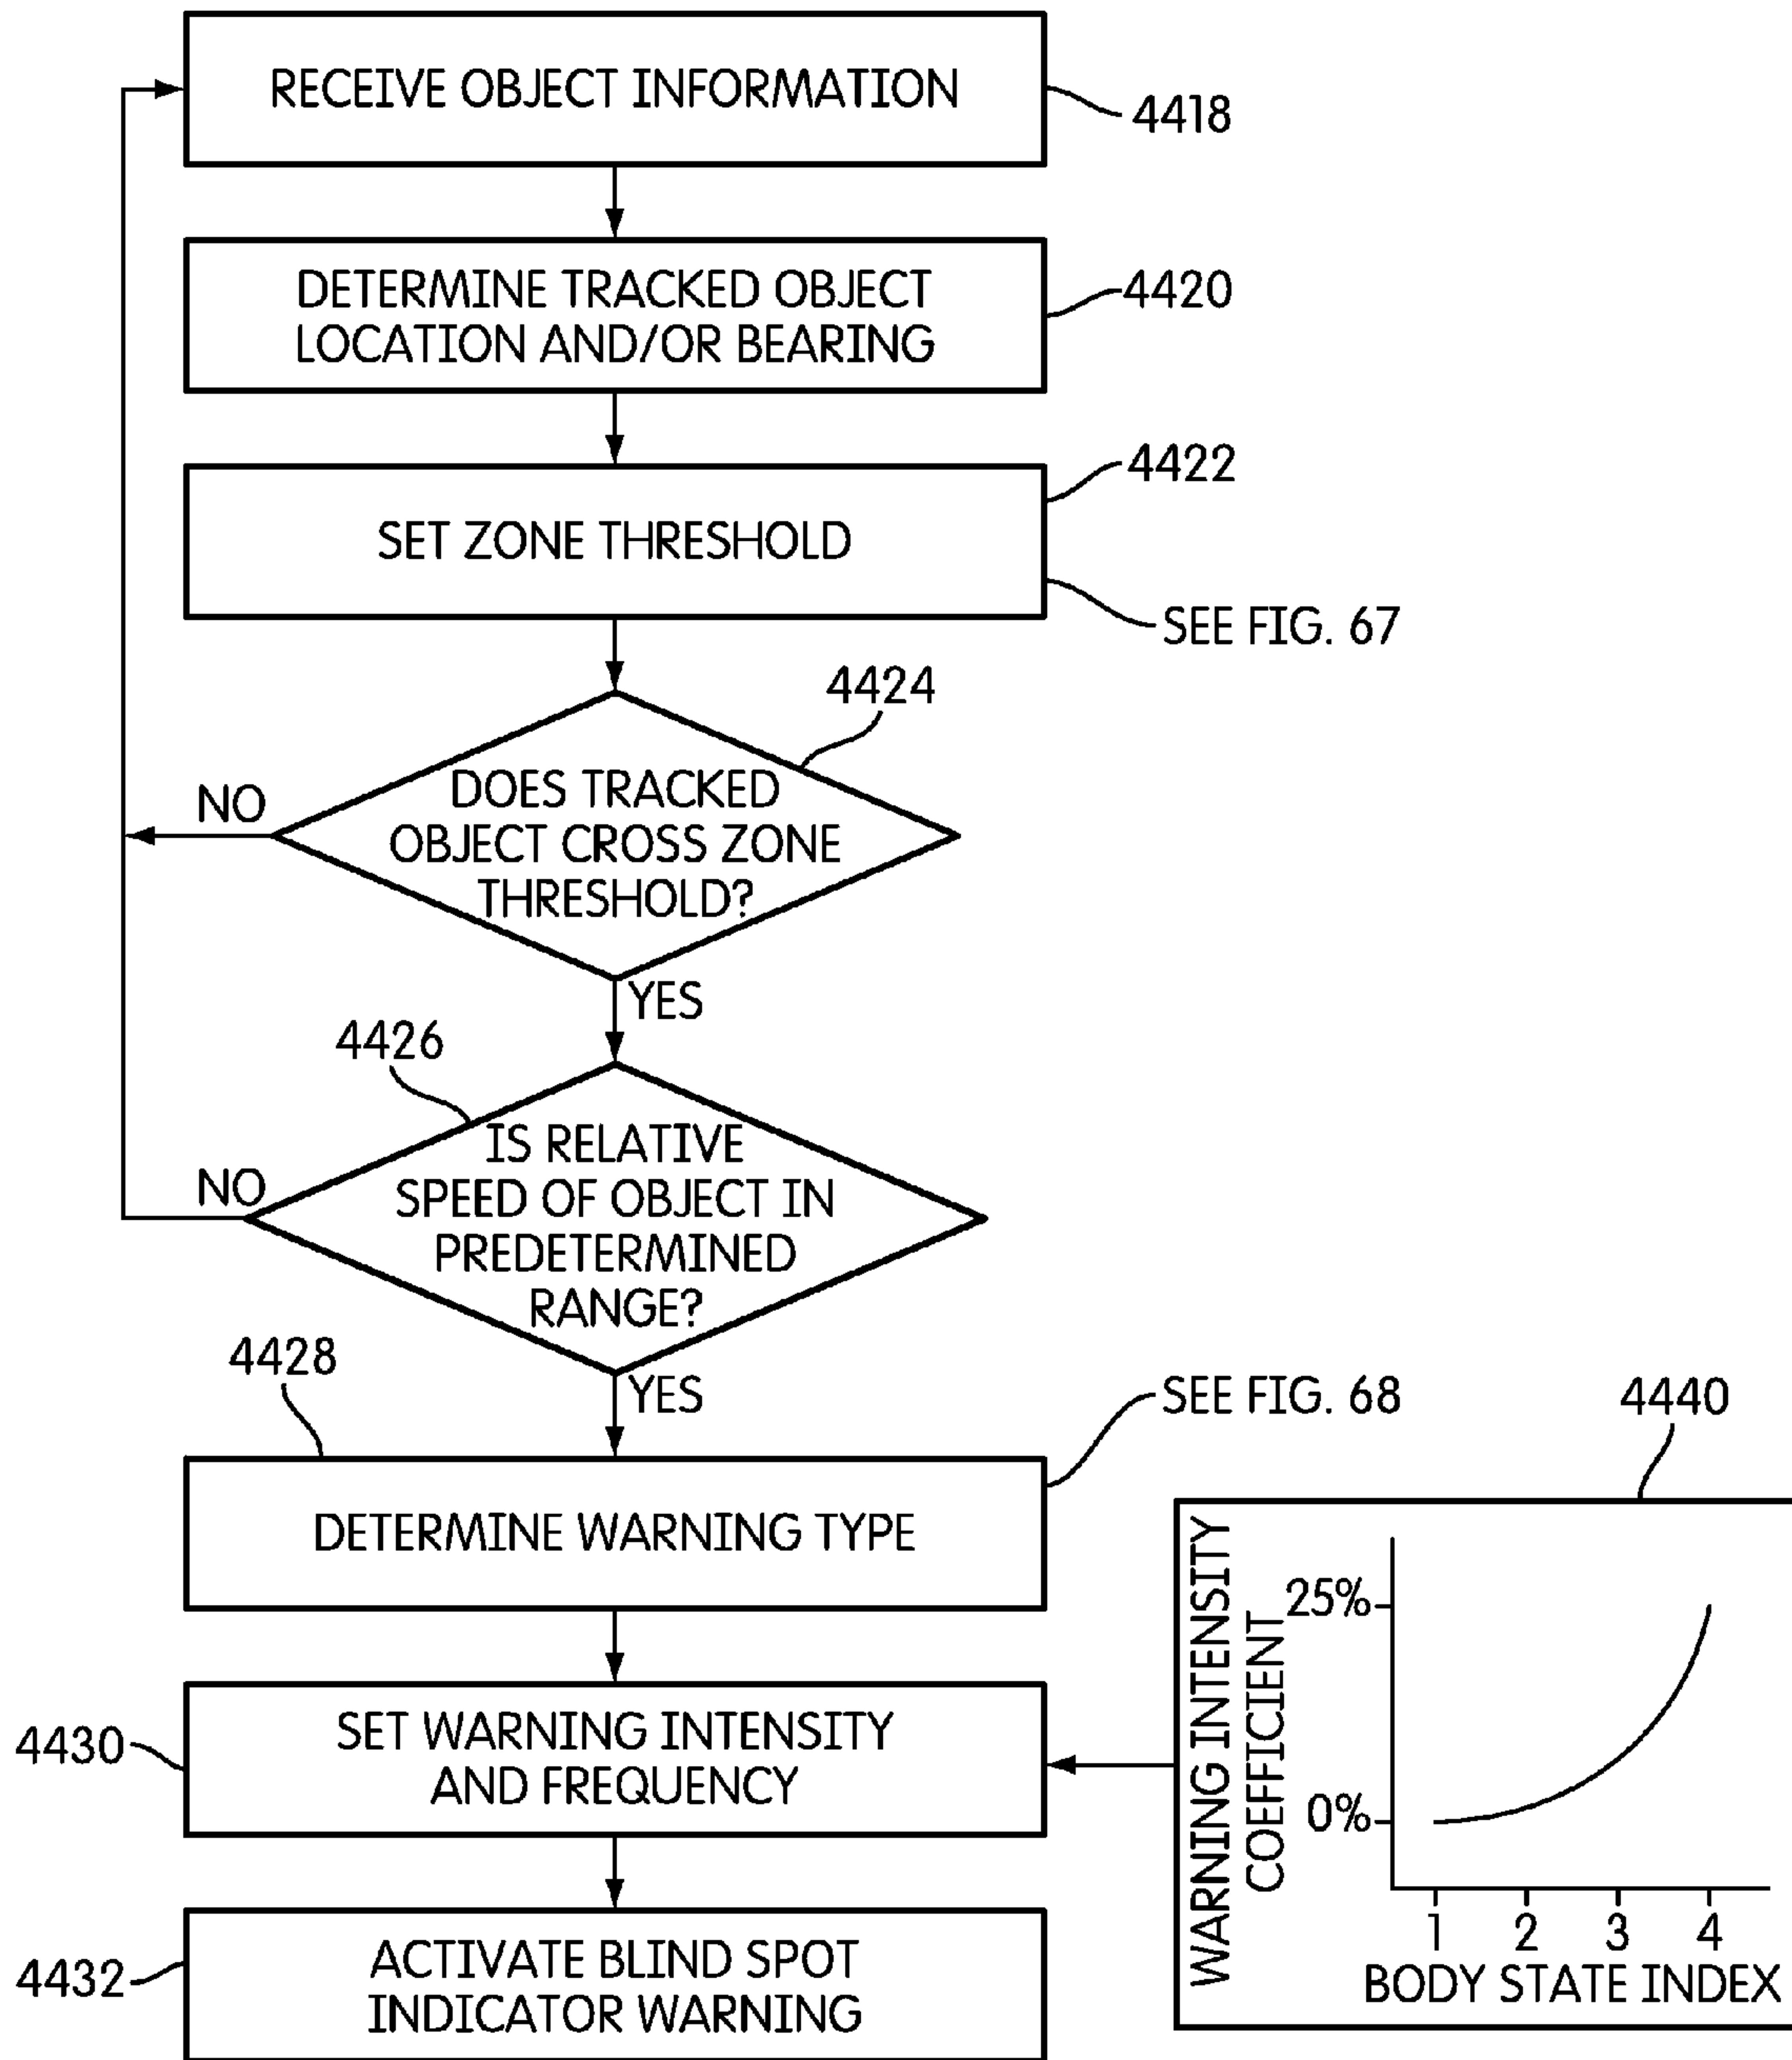 RECEIVE OBJECT INFORMATION
4418
DETERMINE TRACKED OBJECT
LOCATION AND/OR BEARING
4420
4422
SET ZONE THRESHOLD
SEE FIG. 67
4424
DOES TRACKED
OBJECT CROSS ZONE
THRESHOLD?
NO
YES
4426
IS RELATIVE
SPEED OF OBJECT IN
PREDETERMINED
RANGE?
NO
YES
4428
SEE FIG. 68
DETERMINE WARNING TYPE
4440
WARNING INTENSITY
COEFFICIENT
25%
0%
1 2 3 4
BODY STATE INDEX
4430
SET WARNING INTENSITY
AND FREQUENCY
4432
ACTIVATE BLIND SPOT
INDICATOR WARNING